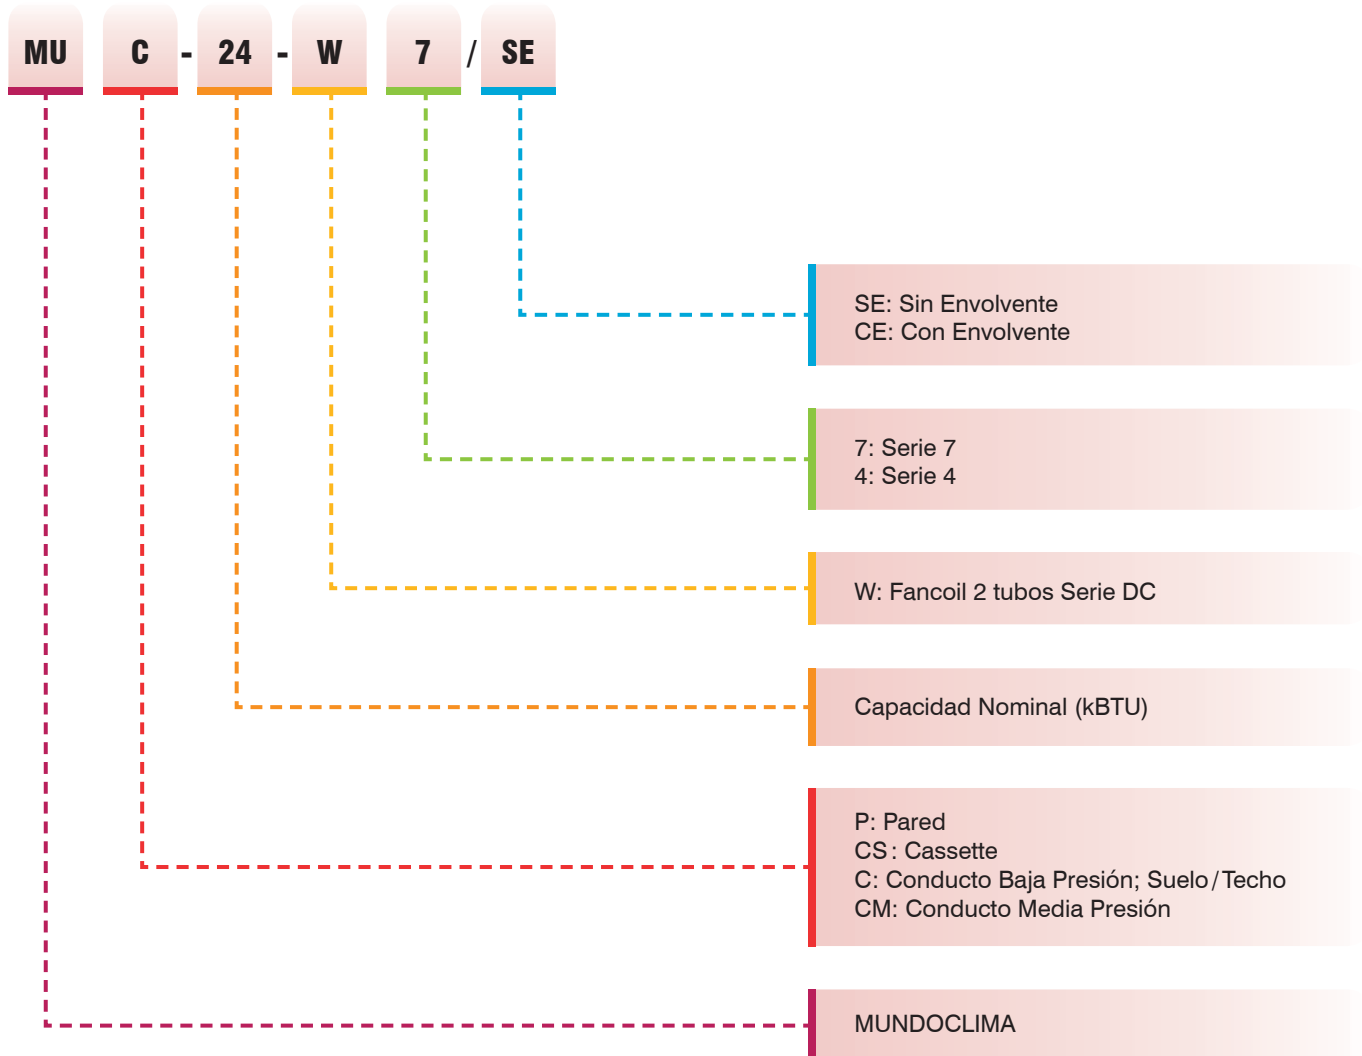 MU C - 24 - W 7 / SE
SE: Sin Envolvente
CE: Con Envolvente
7: Serie 7
4: Serie 4
W: Fancoil 2 tubos Serie DC
Capacidad Nominal (kBTU)
P: Pared
CS: Cassette
C: Conducto Baja Presión; Suelo/Techo
CM: Conducto Media Presión
MUNDOCLIMA